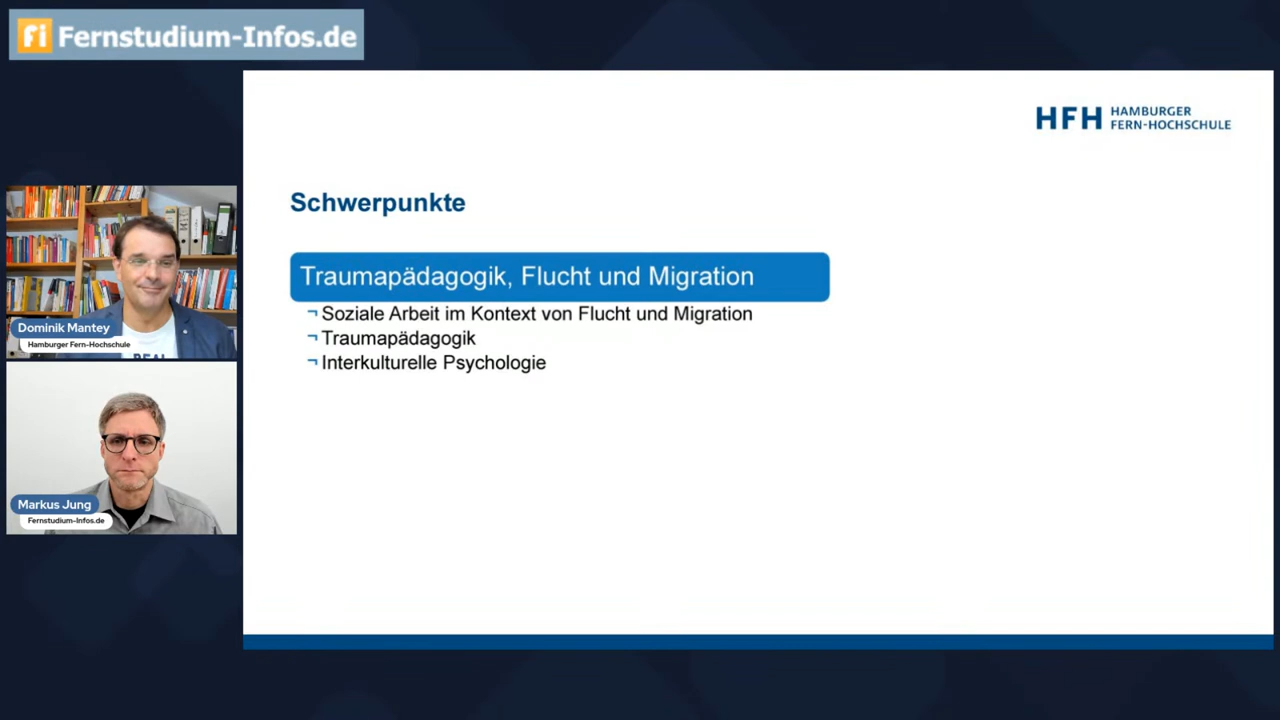 fi Fernstudium-Infos.de
HFH HAMBURGER
FERN-HOCHSCHULE
Schwerpunkte
Traumapädagogik, Flucht und Migration
¬ Soziale Arbeit im Kontext von Flucht und Migration
¬ Traumapädagogik
¬ Interkulturelle Psychologie
Dominik Mantey
Hamburger Fern-Hochschule
Markus Jung
Fernstudium-Infos.de